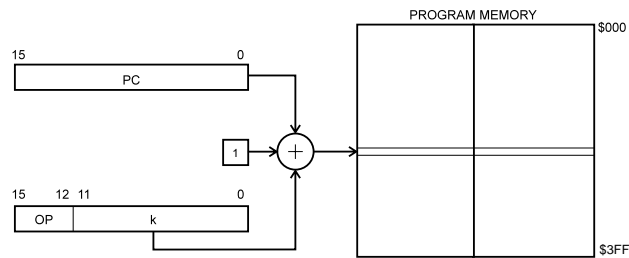 PROGRAM MEMORY
$000
15 0
PC
1
+
15 12 11 0
OP k
$3FF